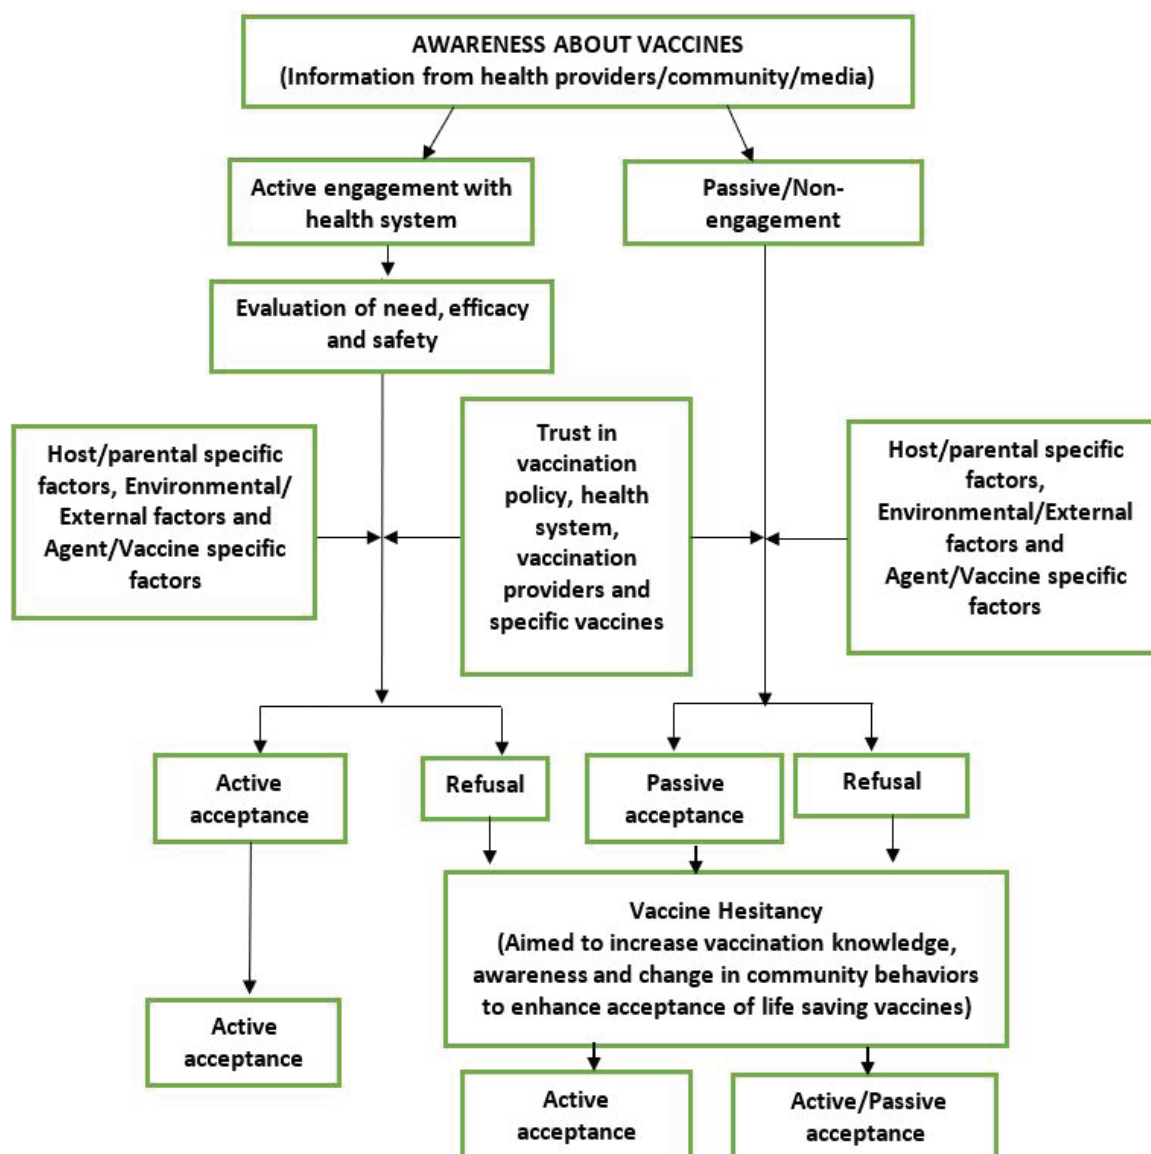 AWARENESS ABOUT VACCINES
(Information from health providers/community/media)
Active engagement with
health system
Passive/Non-
engagement
Evaluation of need, efficacy
and safety
Host/parental specific
factors, Environmental/
External factors and
Agent/Vaccine specific
factors
Trust in
vaccination
policy, health
system,
vaccination
providers and
specific vaccines
Host/parental specific
factors,
Environmental/External
factors and
Agent/Vaccine specific
factors
Active
acceptance
Refusal
Passive
acceptance
Refusal
Vaccine Hesitancy
(Aimed to increase vaccination knowledge,
awareness and change in community behaviors
to enhance acceptance of life saving vaccines)
Active
acceptance
Active
acceptance
Active/Passive
acceptance